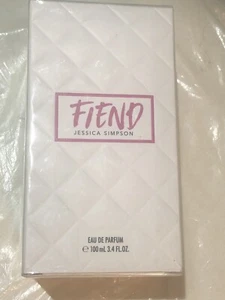 FIEND
JESSICA SIMPSON
EAU DE PARFUM
℮ 100 mL 3.4 FL.OZ.